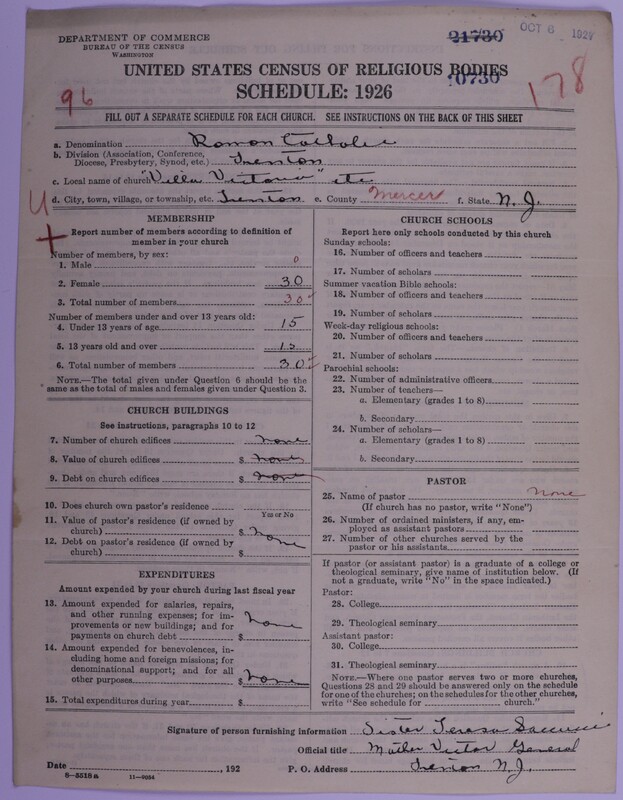 DEPARTMENT OF COMMERCE
BUREAU OF THE CENSUS
WASHINGTON
21730
OCT 6 1927
UNITED STATES CENSUS OF RELIGIOUS BODIES
SCHEDULE: 1926
0730
96
178
FILL OUT A SEPARATE SCHEDULE FOR EACH CHURCH. SEE INSTRUCTIONS ON THE BACK OF THIS SHEET
a. Denomination Roman Catholic
b. Division (Association, Conference, Diocese, Presbytery, Synod, etc.) Trenton
c. Local name of church "Villa Victoria" etc
U
d. City, town, village, or township, etc. Trenton e. County Mercer f. State N. J.
MEMBERSHIP
Report number of members according to definition of member in your church
Number of members, by sex:
1. Male 0
2. Female 30
3. Total number of members 30
Number of members under and over 13 years old:
4. Under 13 years of age 15
5. 13 years old and over 15
6. Total number of members 30
NOTE.—The total given under Question 6 should be the same as the total of males and females given under Question 3.
CHURCH BUILDINGS
See instructions, paragraphs 10 to 12
7. Number of church edifices none
8. Value of church edifices $ none
9. Debt on church edifices $ none
10. Does church own pastor's residence
Yes or No
11. Value of pastor's residence (if owned by church) $
12. Debt on pastor's residence (if owned by church) $
none
EXPENDITURES
Amount expended by your church during last fiscal year
13. Amount expended for salaries, repairs, and other running expenses; for improvements or new buildings; and for payments on church debt $ none
14. Amount expended for benevolences, including home and foreign missions; for denominational support; and for all other purposes $ none
15. Total expenditures during year $
CHURCH SCHOOLS
Report here only schools conducted by this church
Sunday schools:
16. Number of officers and teachers
17. Number of scholars
Summer vacation Bible schools:
18. Number of officers and teachers
19. Number of scholars
Week-day religious schools:
20. Number of officers and teachers
21. Number of scholars
Parochial schools:
22. Number of administrative officers
23. Number of teachers—
a. Elementary (grades 1 to 8)
b. Secondary
24. Number of scholars—
a. Elementary (grades 1 to 8)
b. Secondary
PASTOR
25. Name of pastor none
(If church has no pastor, write "None")
26. Number of ordained ministers, if any, employed as assistant pastors
27. Number of other churches served by the pastor or his assistants
If pastor (or assistant pastor) is a graduate of a college or theological seminary, give name of institution below. (If not a graduate, write "No" in the space indicated.)
Pastor:
28. College
29. Theological seminary
Assistant pastor:
30. College
31. Theological seminary
NOTE.—Where one pastor serves two or more churches, Questions 28 and 29 should be answered only on the schedule for one of the churches; on the schedules for the other churches, write "See schedule for church."
Signature of person furnishing information Sister Teresa
Official title General
Date , 192
P. O. Address Trenton N. J.
8—5518 a 11—9054